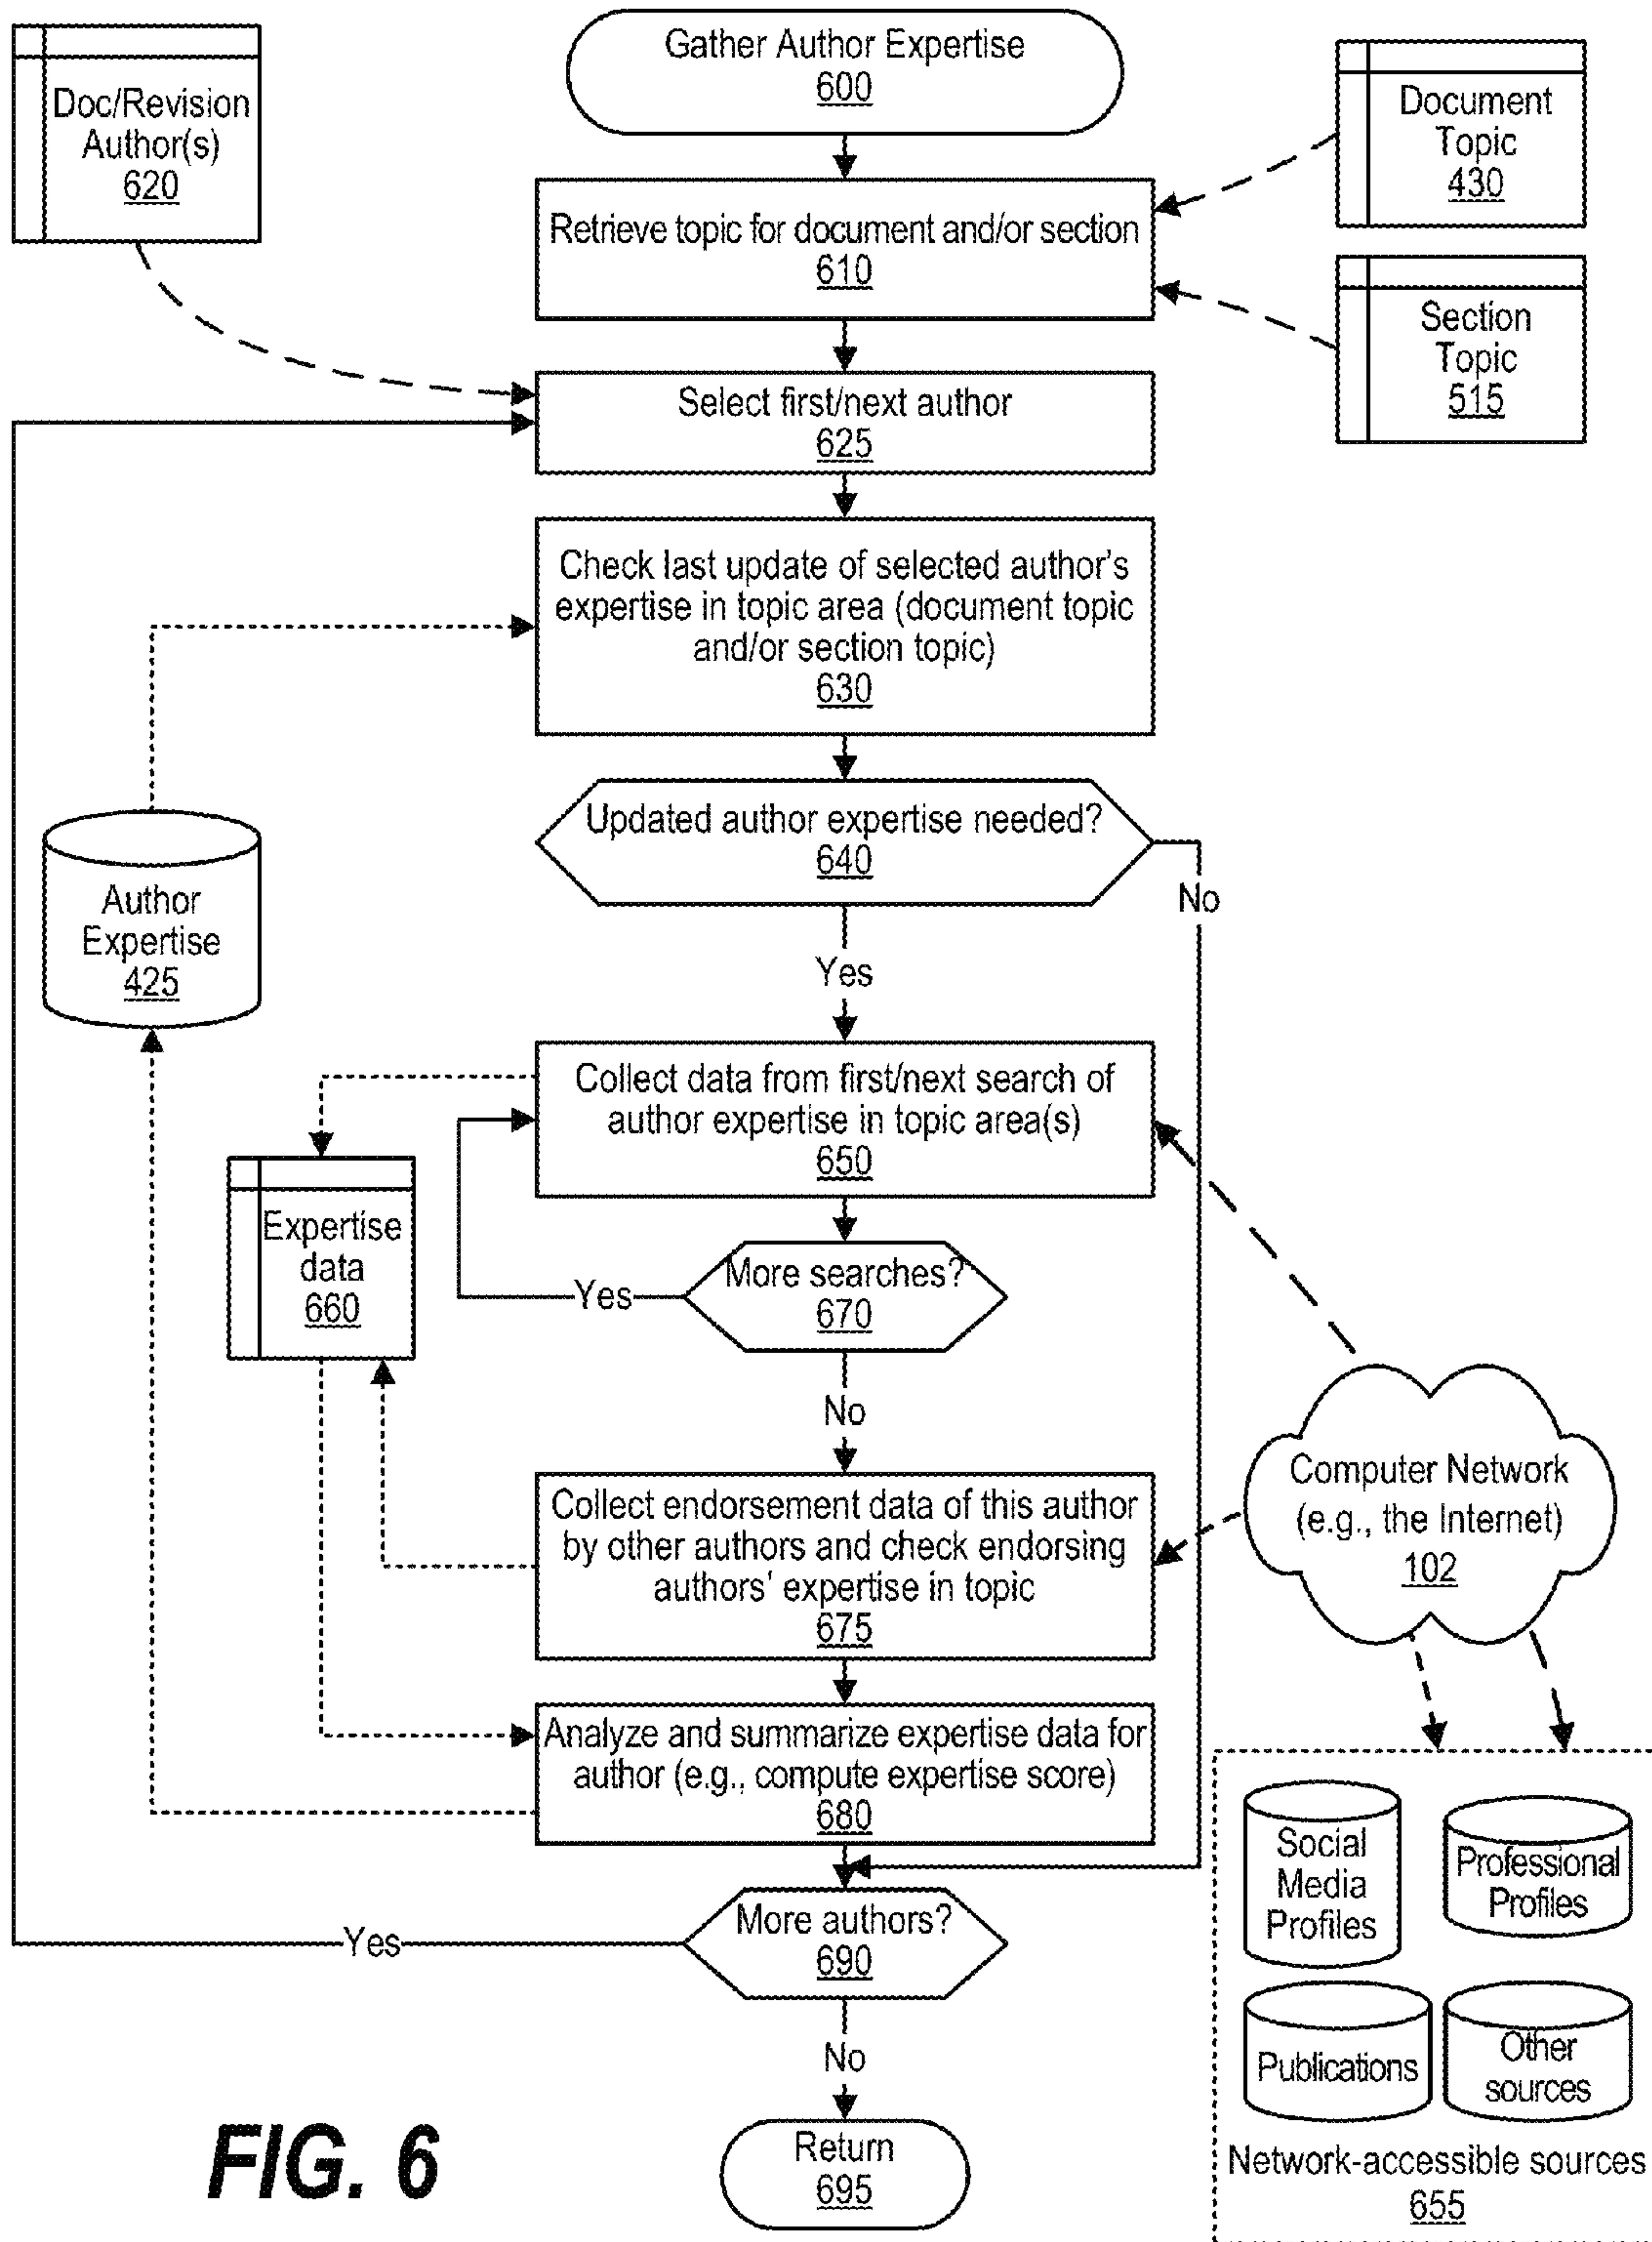 Gather Author Expertise
600
Doc/Revision
Author(s)
620
Document
Topic
430
Retrieve topic for document and/or section
610
Section
Topic
515
Select first/next author
625
Check last update of selected author's
expertise in topic area (document topic
and/or section topic)
630
Updated author expertise needed?
640
No
Author
Expertise
425
Yes
Collect data from first/next search of
author expertise in topic area(s)
650
Expertise
data
660
More searches?
670
Yes
No
Computer Network
(e.g., the Internet)
102
Collect endorsement data of this author
by other authors and check endorsing
authors' expertise in topic
675
Analyze and summarize expertise data for
author (e.g., compute expertise score)
680
Social
Media
Profiles
Professional
Profiles
More authors?
690
Yes
No
Publications
Other
sources
Return
695
Network-accessible sources
655
FIG. 6